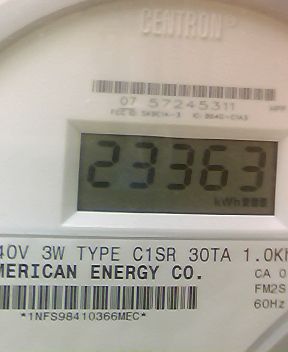 CENTRON®
07 57245311
23363
kWh
40V 3W TYPE C1SR 30TA 1.0Kh
MERICAN ENERGY CO.
CA 0
FM2S
60Hz
*1NFS98410366MEC*